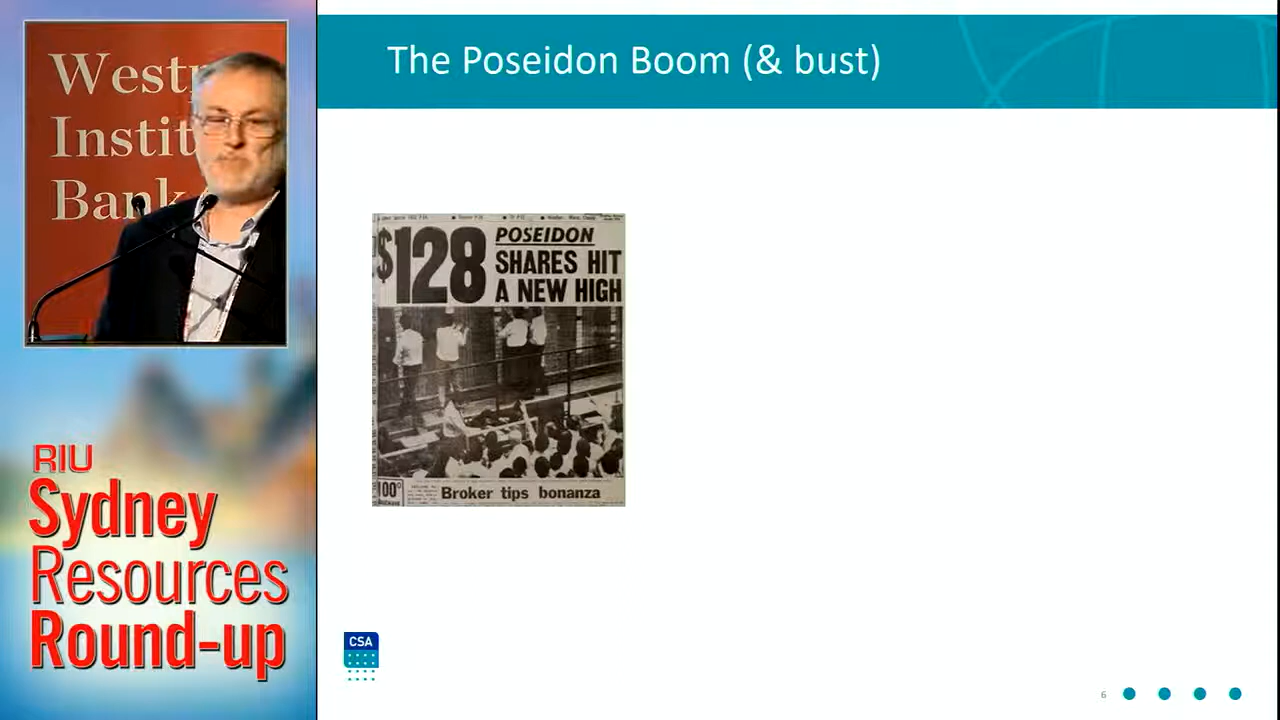 Westp
Instit
Bank
The Poseidon Boom (& bust)
$128
POSEIDON
SHARES HIT
A NEW HIGH
100°
Broker tips bonanza
RIU
Sydney
Resources
Round-up
CSA
6